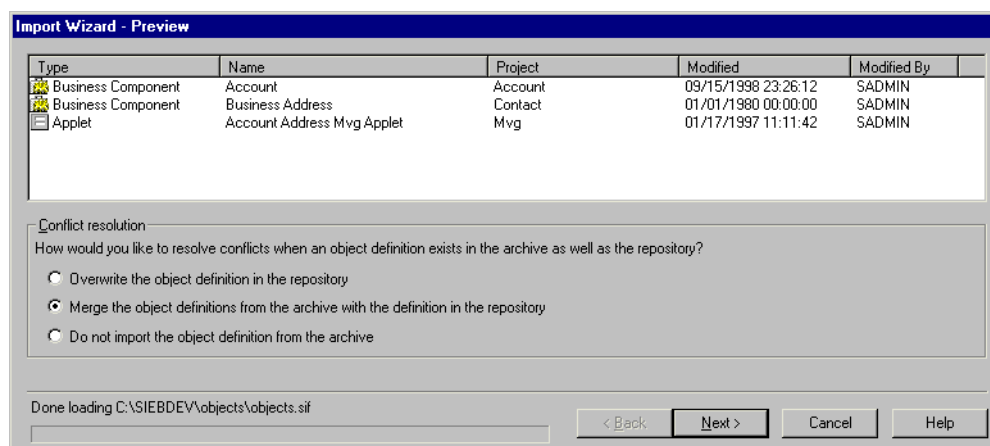 Import Wizard - Preview
Type Name Project Modified Modified By
Business Component Account Account 09/15/1998 23:26:12 SADMIN
Business Component Business Address Contact 01/01/1980 00:00:00 SADMIN
Applet Account Address Mvg Applet Mvg 01/17/1997 11:11:42 SADMIN
Conflict resolution
How would you like to resolve conflicts when an object definition exists in the archive as well as the repository?
Overwrite the object definition in the repository
Merge the object definitions from the archive with the definition in the repository
Do not import the object definition from the archive
Done loading C:\SIEBDEV\objects\objects.sif
< Back Next > Cancel Help